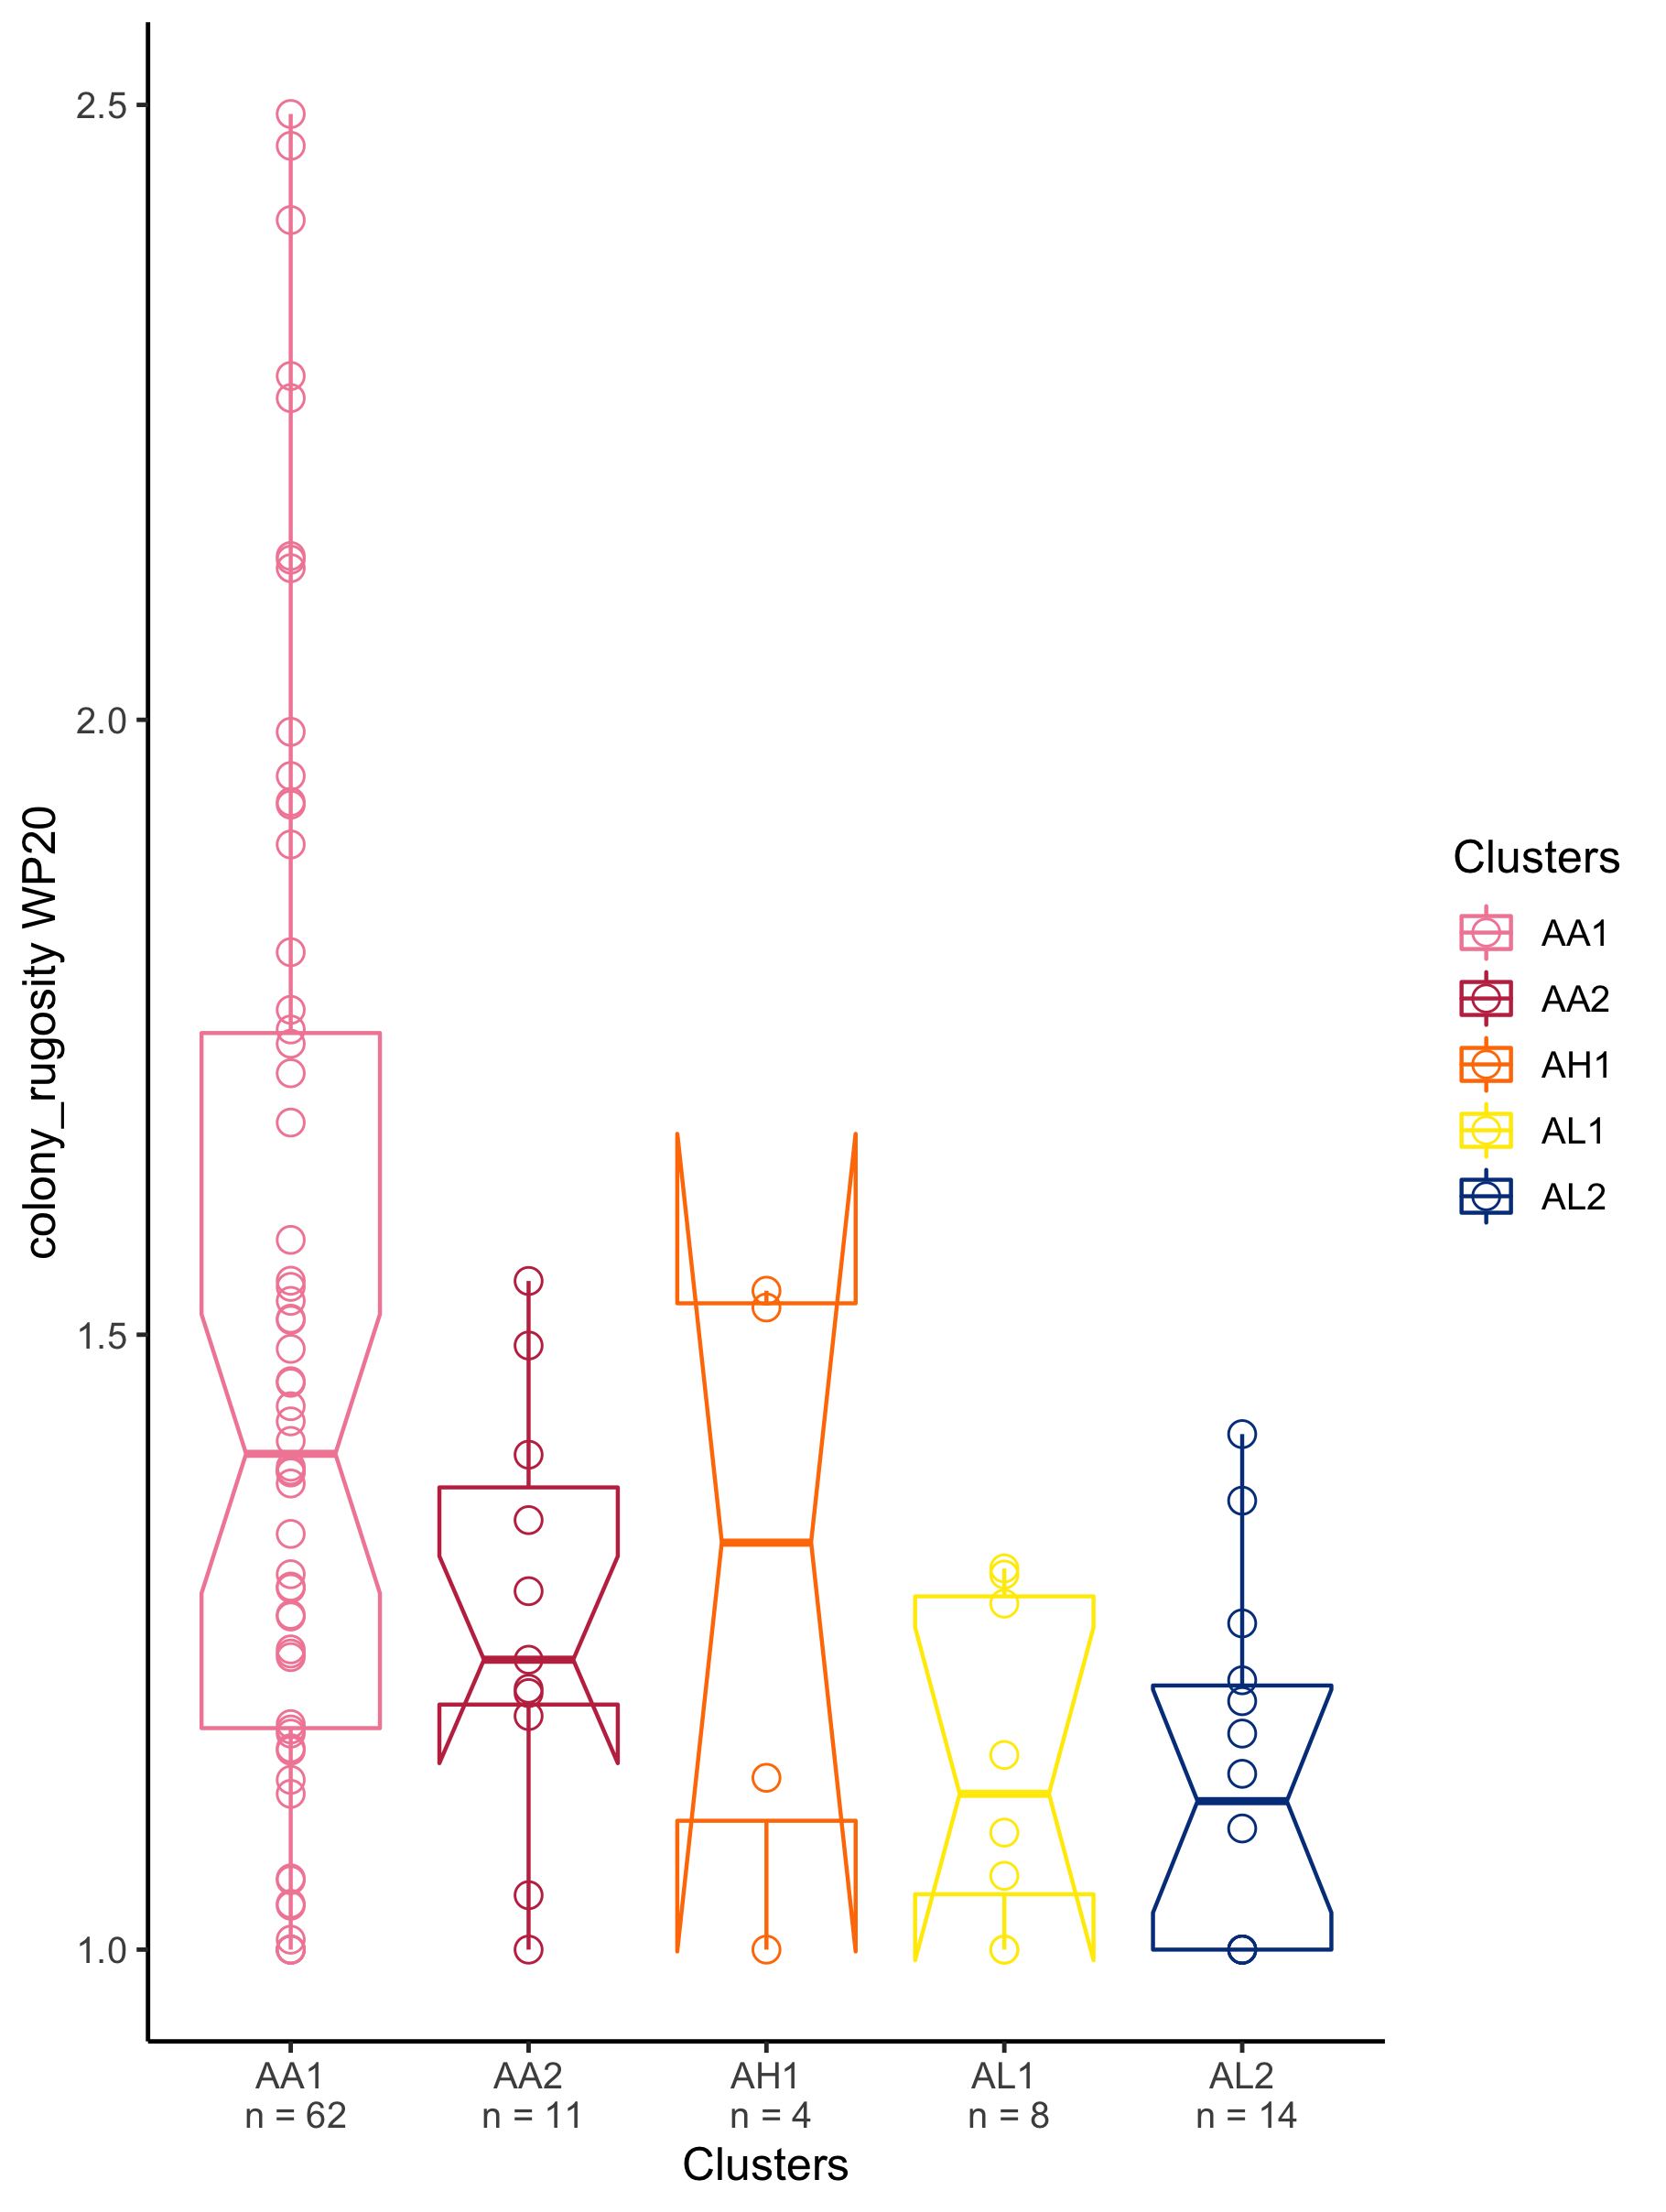 colony_rugosity WP20
2.5
2.0
1.5
1.0
AA1
n = 62
AA2
n = 11
AH1
n = 4
AL1
n = 8
AL2
n = 14
Clusters
Clusters
AA1
AA2
AH1
AL1
AL2